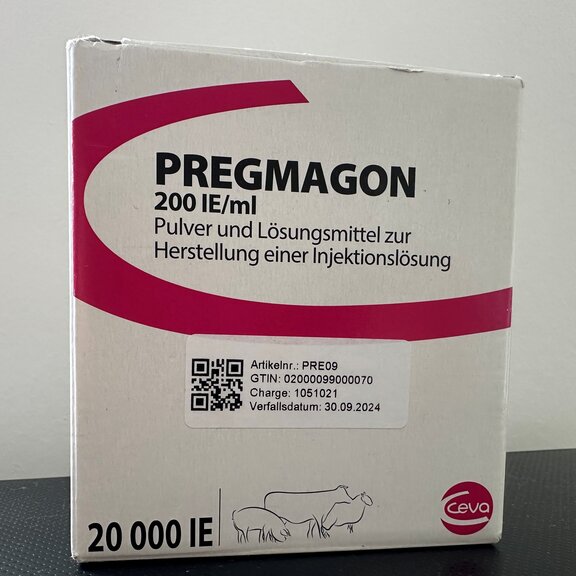 PREGMAGON
200 IE/ml
Pulver und Lösungsmittel zur
Herstellung einer Injektionslösung
Artikelnr.: PRE09
GTIN: 02000099000070
Charge: 1051021
Verfallsdatum: 30.09.2024
20 000 IE
ceva